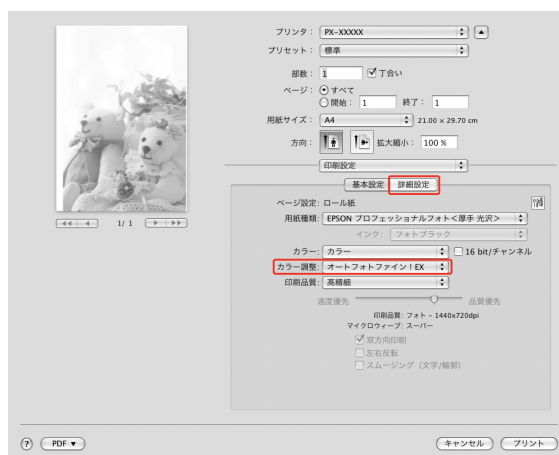 プリンタ： PX-XXXXX
プリセット： 標準
部数： 1 丁合い
ページ： すべて
開始： 1 終了： 1
用紙サイズ： A4 21.00 × 29.70 cm
方向： 拡大縮小： 100 %
印刷設定
基本設定 詳細設定
ページ設定： ロール紙
用紙種類： EPSON プロフェッショナルフォト＜厚手 光沢＞
インク： フォトブラック
カラー： カラー 16 bit/チャンネル
カラー調整： オートフォトファイン！EX
印刷品質： 高精細
速度優先 品質優先
印刷品質： フォト - 1440x720dpi
マイクロウィーブ： スーパー
双方向印刷
左右反転
スムージング（文字/輪郭）
1/ 1
? PDF ▼ キャンセル プリント